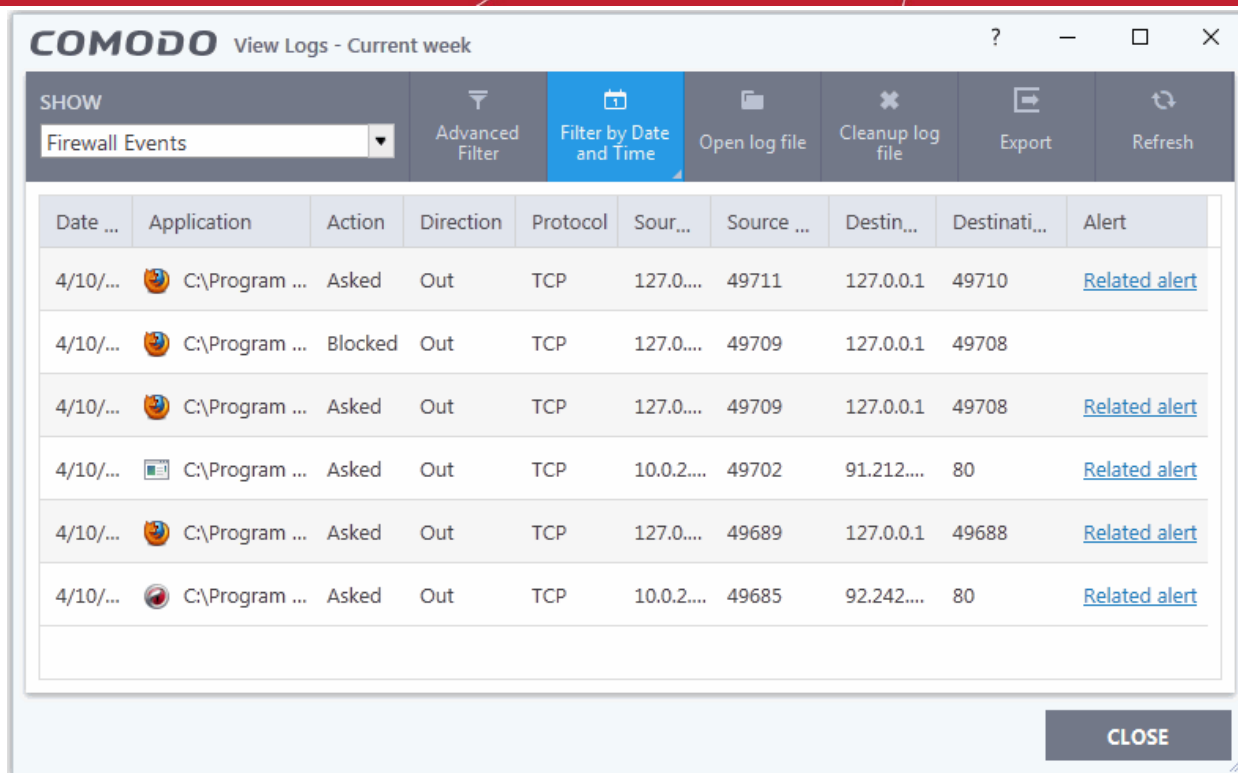 COMODO View Logs - Current week ?
SHOW
Firewall Events
Advanced Filter
Filter by Date and Time
Open log file
Cleanup log file
Export
Refresh
Date ... Application Action Direction Protocol Sour... Source ... Destin... Destinati... Alert
4/10/... C:\Program ... Asked Out TCP 127.0.... 49711 127.0.0.1 49710 Related alert
4/10/... C:\Program ... Blocked Out TCP 127.0.... 49709 127.0.0.1 49708
4/10/... C:\Program ... Asked Out TCP 127.0.... 49709 127.0.0.1 49708 Related alert
4/10/... C:\Program ... Asked Out TCP 10.0.2.... 49702 91.212.... 80 Related alert
4/10/... C:\Program ... Asked Out TCP 127.0.... 49689 127.0.0.1 49688 Related alert
4/10/... C:\Program ... Asked Out TCP 10.0.2.... 49685 92.242.... 80 Related alert
CLOSE